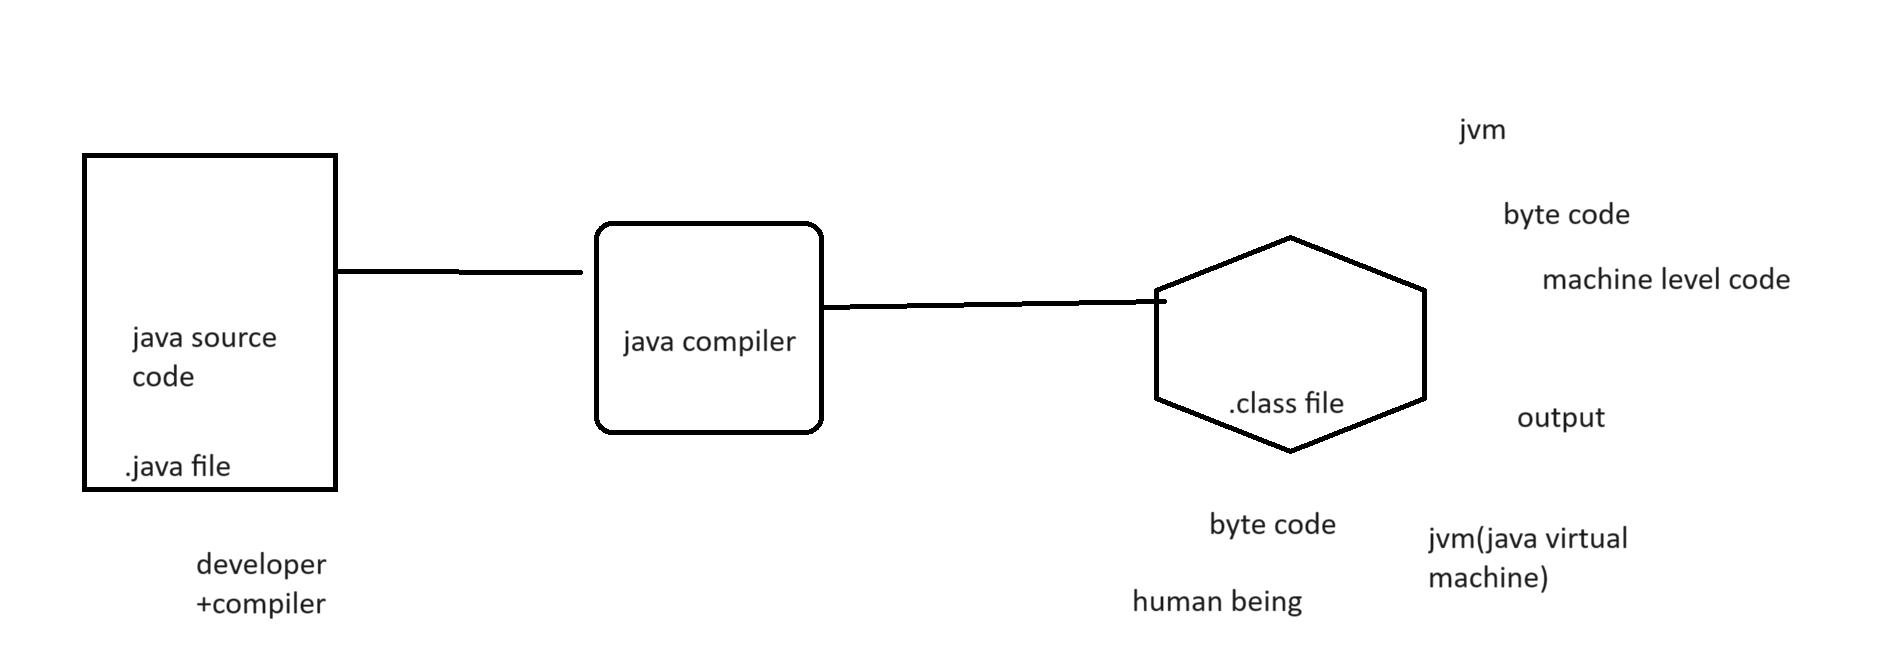 jvm
byte code
machine level code
java source
code
java compiler
.class file
output
.java file
byte code
jvm(java virtual
machine)
developer
+compiler
human being